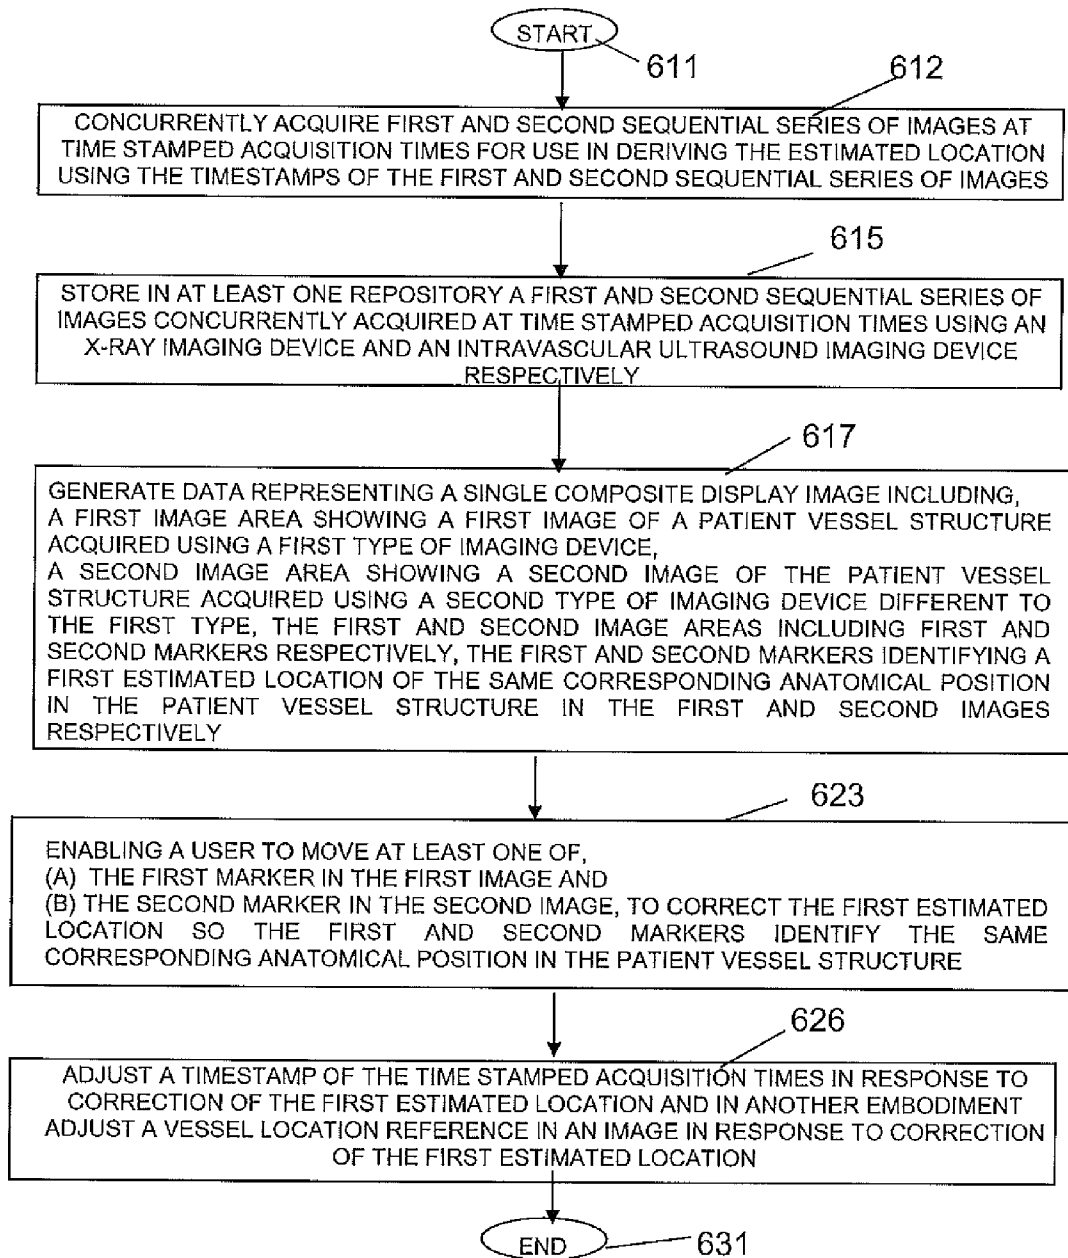 START
611
612
CONCURRENTLY ACQUIRE FIRST AND SECOND SEQUENTIAL SERIES OF IMAGES AT
TIME STAMPED ACQUISITION TIMES FOR USE IN DERIVING THE ESTIMATED LOCATION
USING THE TIMESTAMPS OF THE FIRST AND SECOND SEQUENTIAL SERIES OF IMAGES
615
STORE IN AT LEAST ONE REPOSITORY A FIRST AND SECOND SEQUENTIAL SERIES OF
IMAGES CONCURRENTLY ACQUIRED AT TIME STAMPED ACQUISITION TIMES USING AN
X-RAY IMAGING DEVICE AND AN INTRAVASCULAR ULTRASOUND IMAGING DEVICE
RESPECTIVELY
617
GENERATE DATA REPRESENTING A SINGLE COMPOSITE DISPLAY IMAGE INCLUDING,
A FIRST IMAGE AREA SHOWING A FIRST IMAGE OF A PATIENT VESSEL STRUCTURE
ACQUIRED USING A FIRST TYPE OF IMAGING DEVICE,
A SECOND IMAGE AREA SHOWING A SECOND IMAGE OF THE PATIENT VESSEL
STRUCTURE ACQUIRED USING A SECOND TYPE OF IMAGING DEVICE DIFFERENT TO
THE FIRST TYPE, THE FIRST AND SECOND IMAGE AREAS INCLUDING FIRST AND
SECOND MARKERS RESPECTIVELY, THE FIRST AND SECOND MARKERS IDENTIFYING A
FIRST ESTIMATED LOCATION OF THE SAME CORRESPONDING ANATOMICAL POSITION
IN THE PATIENT VESSEL STRUCTURE IN THE FIRST AND SECOND IMAGES
RESPECTIVELY
623
ENABLING A USER TO MOVE AT LEAST ONE OF,
(A) THE FIRST MARKER IN THE FIRST IMAGE AND
(B) THE SECOND MARKER IN THE SECOND IMAGE, TO CORRECT THE FIRST ESTIMATED
LOCATION SO THE FIRST AND SECOND MARKERS IDENTIFY THE SAME
CORRESPONDING ANATOMICAL POSITION IN THE PATIENT VESSEL STRUCTURE
626
ADJUST A TIMESTAMP OF THE TIME STAMPED ACQUISITION TIMES IN RESPONSE TO
CORRECTION OF THE FIRST ESTIMATED LOCATION AND IN ANOTHER EMBODIMENT
ADJUST A VESSEL LOCATION REFERENCE IN AN IMAGE IN RESPONSE TO CORRECTION
OF THE FIRST ESTIMATED LOCATION
END
631